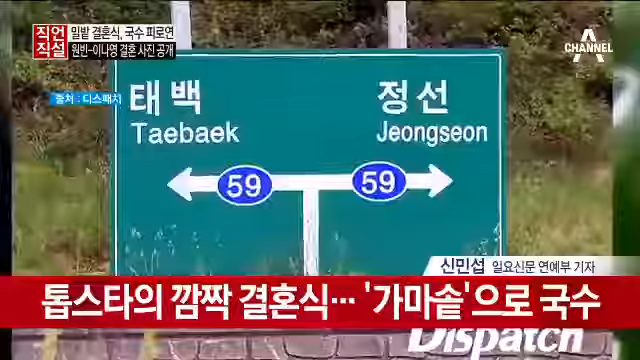 직언
직설
밀밭 결혼식, 국수 피로연
원빈-이나영 결혼 사진 공개
CHANNEL A
출처 : 디스패치
태백
Taebaek
정선
Jeongseon
59
59
신민섭 일요신문 연예부 기자
톱스타의 깜짝 결혼식… '가마솥'으로 국수
Dispatch